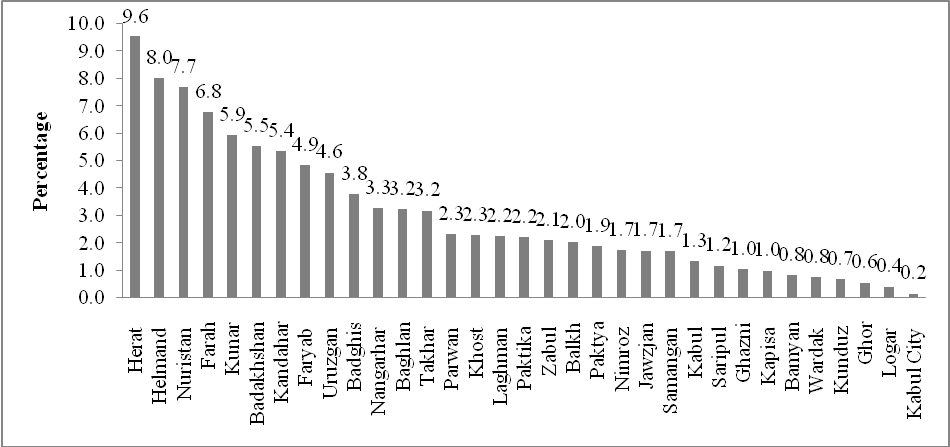 Percentage
10.0
9.0
8.0
7.0
6.0
5.0
4.0
3.0
2.0
1.0
0.0
9.6 8.0 7.7 6.8 5.9 5.5 5.4 4.9 4.6 3.8 3.3 3.2 3.2 2.3 2.3 2.2 2.2 2.1 2.0 1.9 1.7 1.7 1.7 1.3 1.2 1.0 1.0 0.8 0.8 0.7 0.6 0.4 0.2
Herat
Helmand
Nuristan
Farah
Kunar
Badakhshan
Kandahar
Faryab
Uruzgan
Badghis
Nangarhar
Baghlan
Takhar
Parwan
Khost
Laghman
Paktika
Zabul
Balkh
Paktya
Nimroz
Jawzjan
Samangan
Kabul
Saripul
Ghazni
Kapisa
Bamyan
Wardak
Kunduz
Ghor
Logar
Kabul City